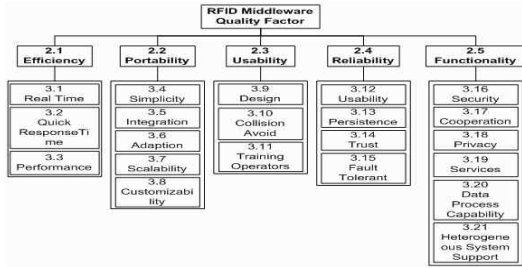 RFID Middleware
Quality Factor
2.1
Efficiency
2.2
Portability
2.3
Usability
2.4
Reliability
2.5
Functionality
3.1
Real Time
3.2
Quick
ResponseTi
me
3.3
Performance
3.4
Simplicity
3.5
Integration
3.6
Adaption
3.7
Scalability
3.8
Customizabi
lity
3.9
Design
3.10
Collision
Avoid
3.11
Training
Operators
3.12
Usability
3.13
Persistence
3.14
Trust
3.15
Fault
Tolerant
3.16
Security
3.17
Cooperation
3.18
Privacy
3.19
Services
3.20
Data
Process
Capability
3.21
Heterogene
ous System
Support